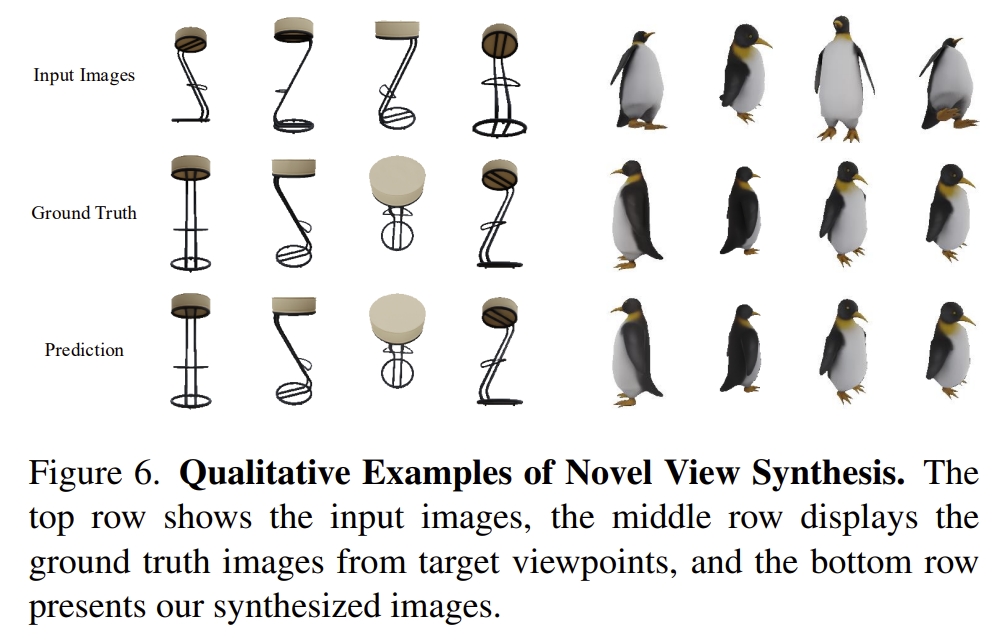 Input Images
Ground Truth
Prediction
Figure 6. Qualitative Examples of Novel View Synthesis. The
top row shows the input images, the middle row displays the
ground truth images from target viewpoints, and the bottom row
presents our synthesized images.